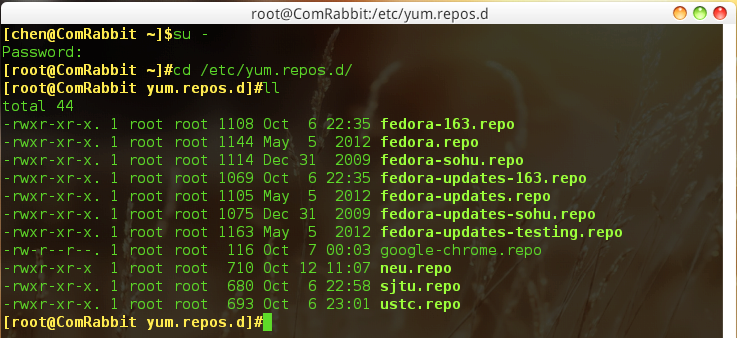 root@ComRabbit:/etc/yum.repos.d
[chen@ComRabbit ~]$su -
Password:
[root@ComRabbit ~]#cd /etc/yum.repos.d/
[root@ComRabbit yum.repos.d]#ll
total 44
-rwxr-xr-x. 1 root root 1108 Oct  6 22:35 fedora-163.repo
-rwxr-xr-x. 1 root root 1144 May  5  2012 fedora.repo
-rwxr-xr-x. 1 root root 1114 Dec 31  2009 fedora-sohu.repo
-rwxr-xr-x. 1 root root 1069 Oct  6 22:35 fedora-updates-163.repo
-rwxr-xr-x. 1 root root 1105 May  5  2012 fedora-updates.repo
-rwxr-xr-x. 1 root root 1075 Dec 31  2009 fedora-updates-sohu.repo
-rwxr-xr-x. 1 root root 1163 May  5  2012 fedora-updates-testing.repo
-rw-r--r--. 1 root root  116 Oct  7 00:03 google-chrome.repo
-rwxr-xr-x  1 root root  710 Oct 12 11:07 neu.repo
-rwxr-xr-x. 1 root root  680 Oct  6 22:58 sjtu.repo
-rwxr-xr-x. 1 root root  693 Oct  6 23:01 ustc.repo
[root@ComRabbit yum.repos.d]#